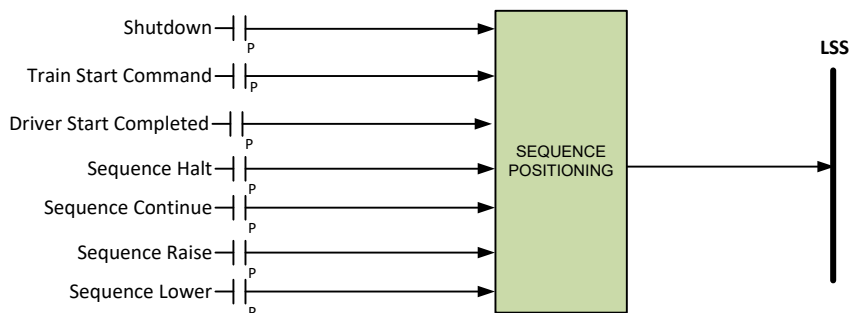 Shutdown
P
LSS
Train Start Command
P
Driver Start Completed
P
SEQUENCE
POSITIONING
Sequence Halt
P
Sequence Continue
P
Sequence Raise
P
Sequence Lower
P